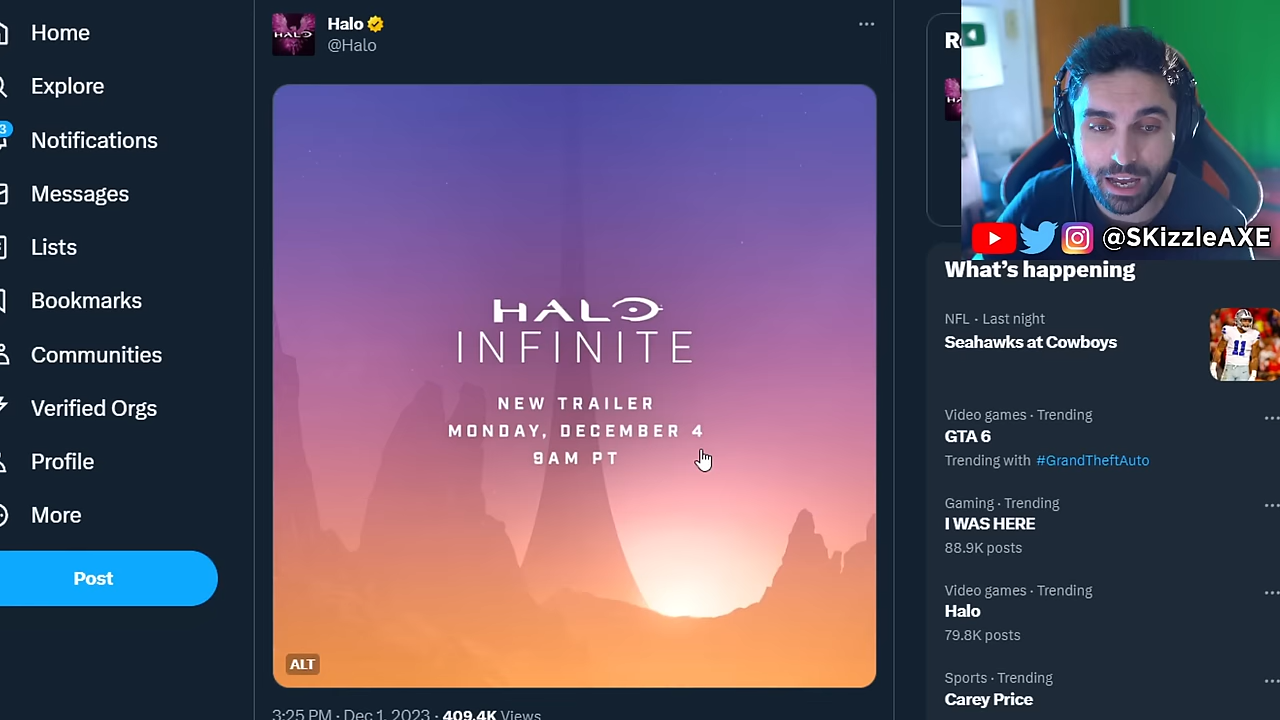 Home
Explore
3
Notifications
Messages
Lists
Bookmarks
Communities
Verified Orgs
Profile
More
Post
HALO
Halo
@Halo
HALO
INFINITE
NEW TRAILER
MONDAY, DECEMBER 4
9AM PT
ALT
3:25 PM · Dec 1, 2023 · 409.4K Views
@SKizzleAXE
What's happening
NFL · Last night
Seahawks at Cowboys
11
Video games · Trending
GTA 6
Trending with #GrandTheftAuto
Gaming · Trending
I WAS HERE
88.9K posts
Video games · Trending
Halo
79.8K posts
Sports · Trending
Carey Price